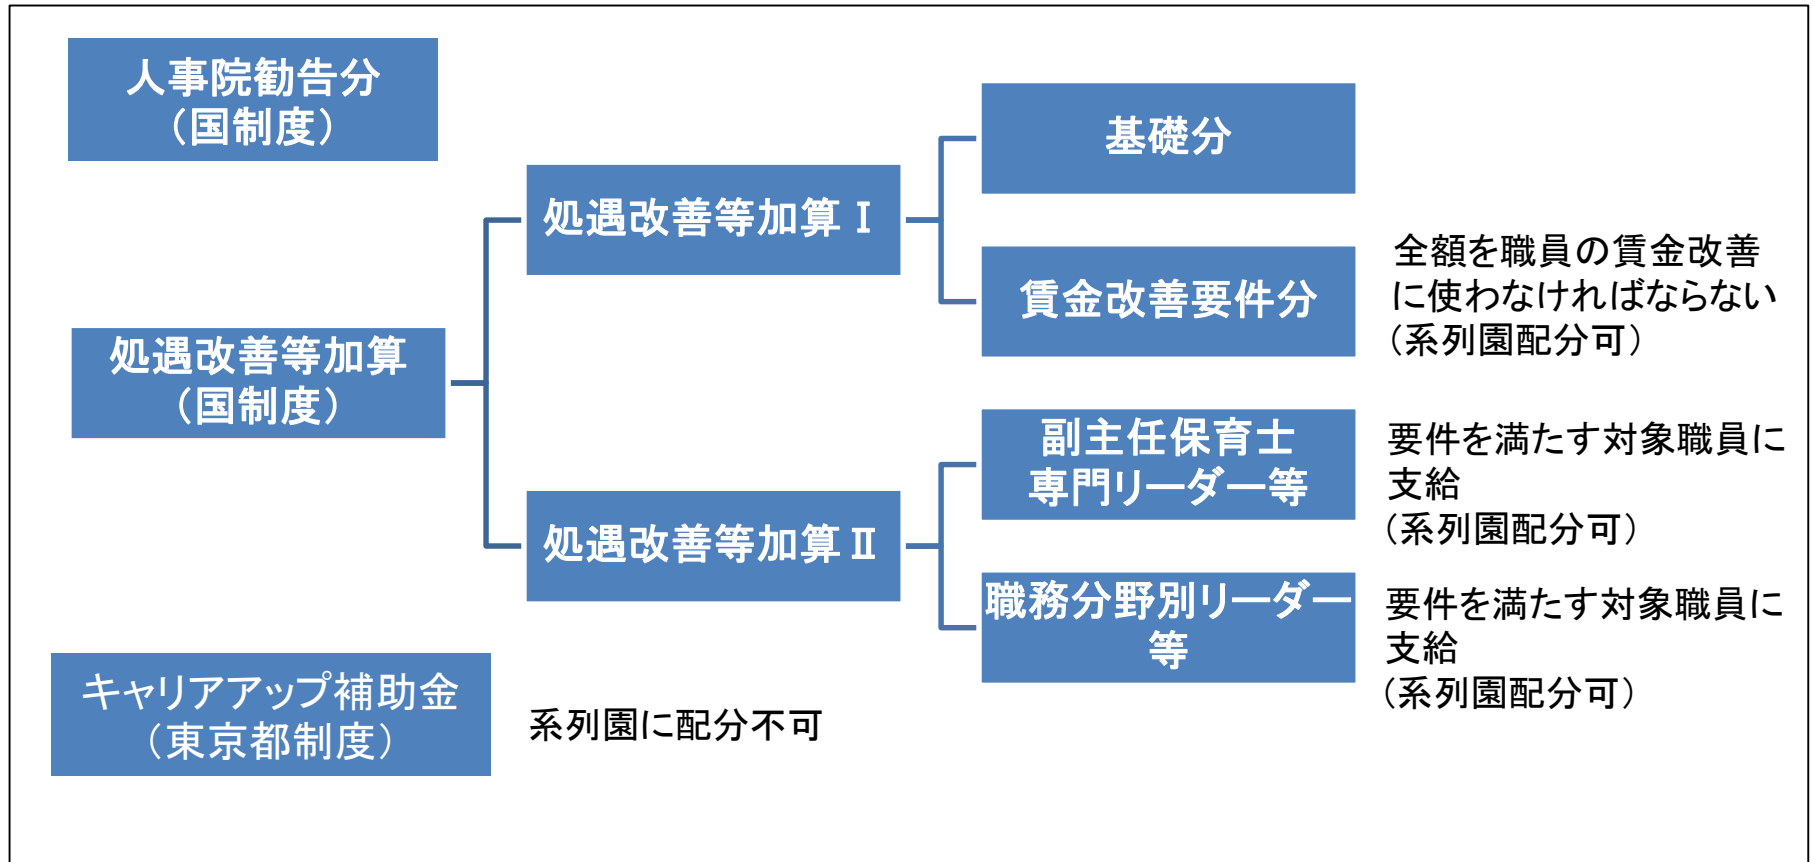 人事院勧告分
（国制度）
処遇改善等加算
（国制度）
処遇改善等加算Ⅰ
基礎分
賃金改善要件分
全額を職員の賃金改善
に使わなければならない
（系列園配分可）
処遇改善等加算Ⅱ
副主任保育士
専門リーダー等
要件を満たす対象職員に
支給
（系列園配分可）
職務分野別リーダー
等
要件を満たす対象職員に
支給
（系列園配分可）
キャリアアップ補助金
（東京都制度）
系列園に配分不可